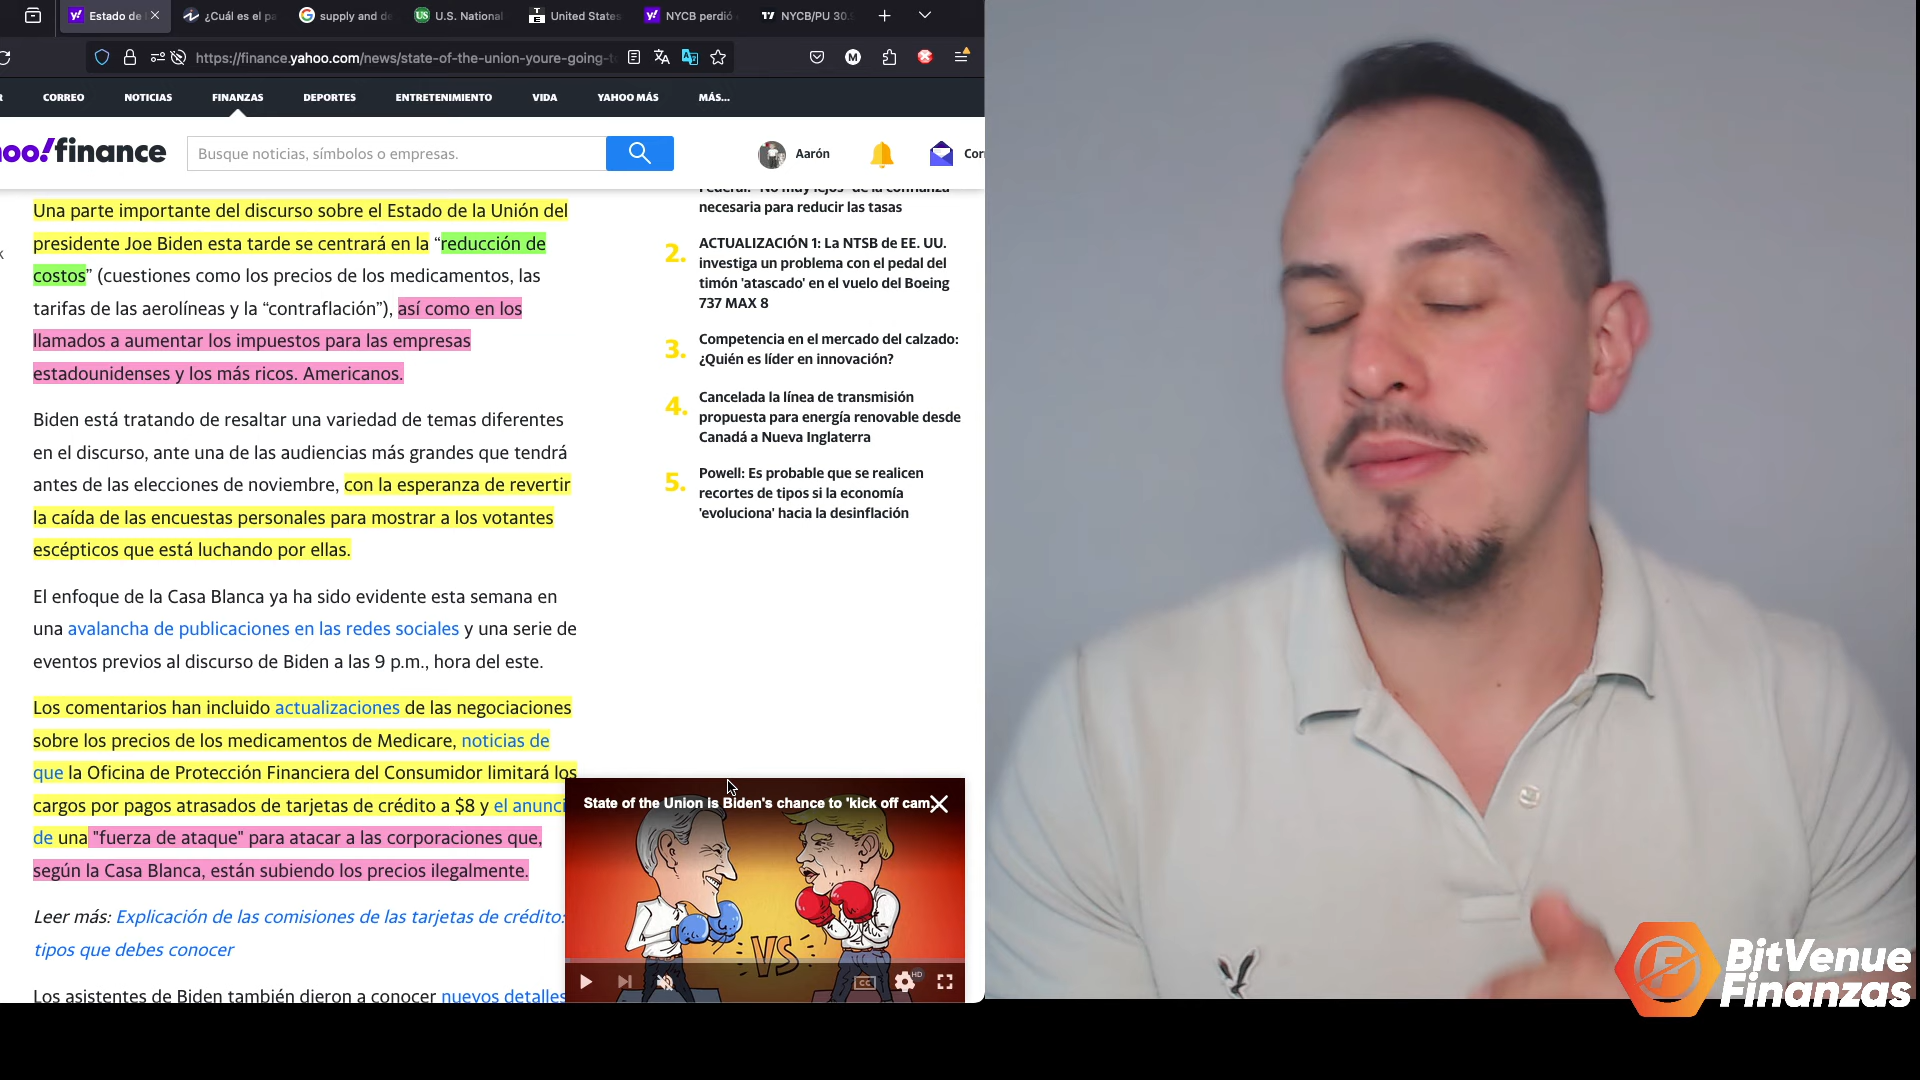 Estado de
¿Cuál es el pa
supply and de
U.S. National
United States
NYCB perdió
NYCB/PU 30.
https://finance.yahoo.com/news/state-of-the-union-youre-going-t
CORREO
NOTICIAS
FINANZAS
DEPORTES
ENTRETENIMIENTO
VIDA
YAHOO MÁS
MÁS...
oo!finance
Busque noticias, símbolos o empresas.
Aarón
Cor
Una parte importante del discurso sobre el Estado de la Unión del
presidente Joe Biden esta tarde se centrará en la “reducción de
costos” (cuestiones como los precios de los medicamentos, las
tarifas de las aerolíneas y la “contraflación”), así como en los
llamados a aumentar los impuestos para las empresas
estadounidenses y los más ricos. Americanos.
Biden está tratando de resaltar una variedad de temas diferentes
en el discurso, ante una de las audiencias más grandes que tendrá
antes de las elecciones de noviembre, con la esperanza de revertir
la caída de las encuestas personales para mostrar a los votantes
escépticos que está luchando por ellas.
El enfoque de la Casa Blanca ya ha sido evidente esta semana en
una avalancha de publicaciones en las redes sociales y una serie de
eventos previos al discurso de Biden a las 9 p.m., hora del este.
Los comentarios han incluido actualizaciones de las negociaciones
sobre los precios de los medicamentos de Medicare, noticias de
que la Oficina de Protección Financiera del Consumidor limitará los
cargos por pagos atrasados de tarjetas de crédito a $8 y el anunci
de una "fuerza de ataque" para atacar a las corporaciones que,
según la Casa Blanca, están subiendo los precios ilegalmente.
Leer más: Explicación de las comisiones de las tarjetas de crédito:
tipos que debes conocer
Los asistentes de Biden también dieron a conocer nuevos detalles
Federal: "No muy lejos" de la confianza
necesaria para reducir las tasas
2. ACTUALIZACIÓN 1: La NTSB de EE. UU.
investiga un problema con el pedal del
timón 'atascado' en el vuelo del Boeing
737 MAX 8
3. Competencia en el mercado del calzado:
¿Quién es líder en innovación?
4. Cancelada la línea de transmisión
propuesta para energía renovable desde
Canadá a Nueva Inglaterra
5. Powell: Es probable que se realicen
recortes de tipos si la economía
'evoluciona' hacia la desinflación
State of the Union is Biden's chance to 'kick off cam
VS
CC
HD
BitVenue
Finanzas